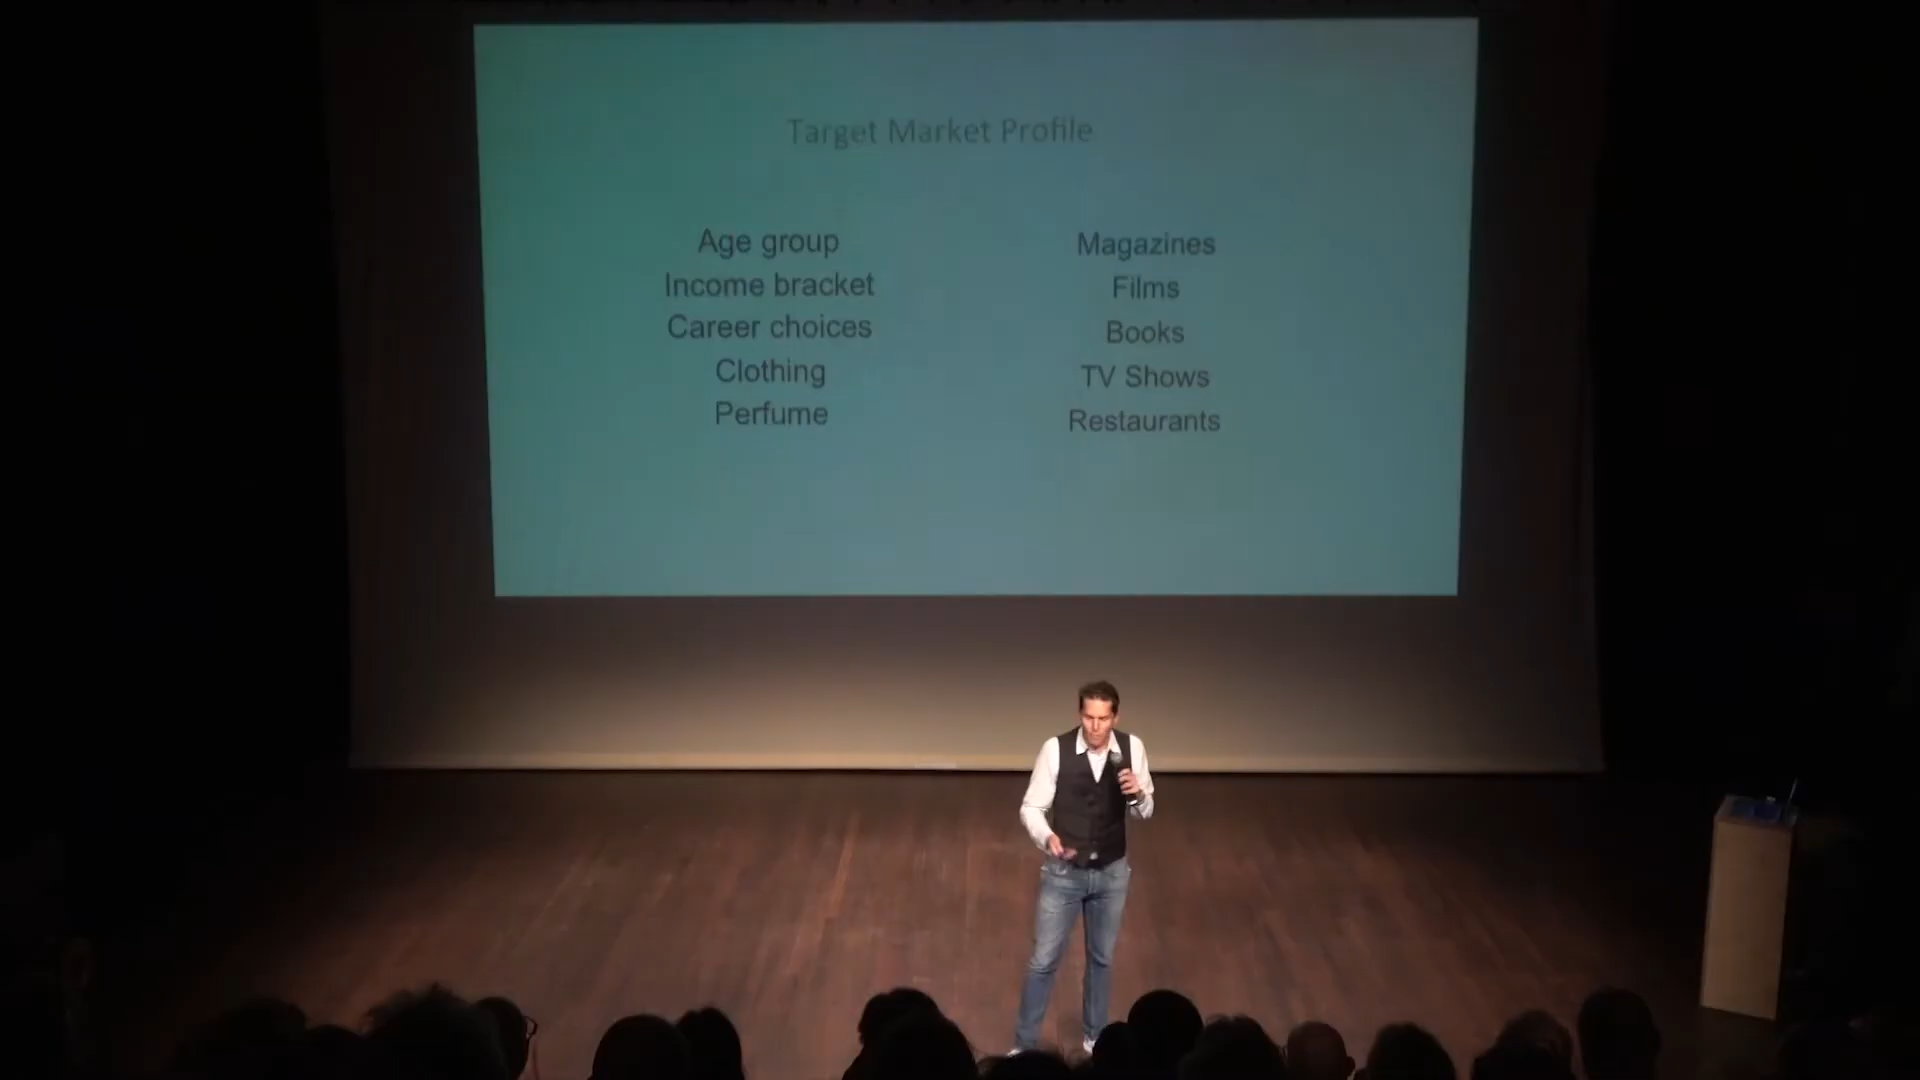 Target Market Profile
Age group
Income bracket
Career choices
Clothing
Perfume
Magazines
Films
Books
TV Shows
Restaurants